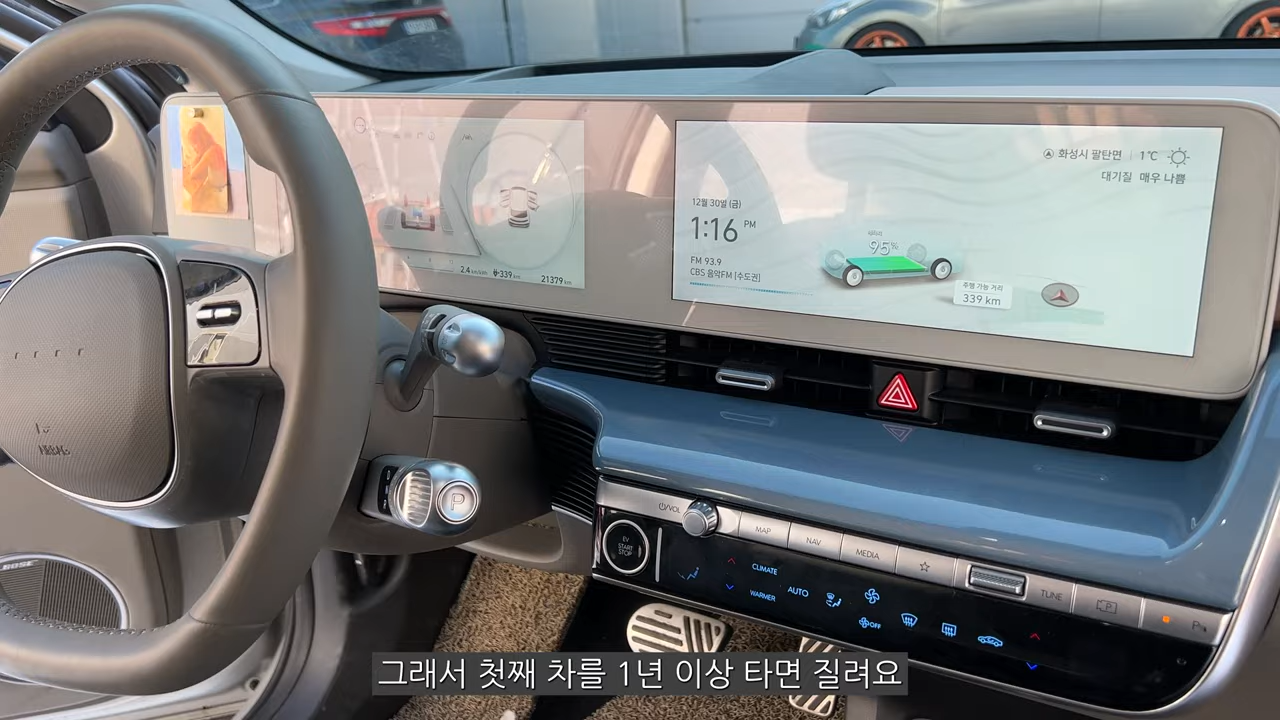 화성시 팔탄면 1°C
대기질 매우 나쁨
12월 30일 (금)
1:16 PM
95%
FM 93.9
CBS 음악FM [수도권]
주행 가능 거리
339 km
2.4 km/kWh 339 km 21379 km
P
BOSE
EV
START
STOP
VOL
MAP
NAV
MEDIA
TUNE
P
CLIMATE
WARMER
AUTO
OFF
그래서 첫째 차를 1년 이상 타면 질려요